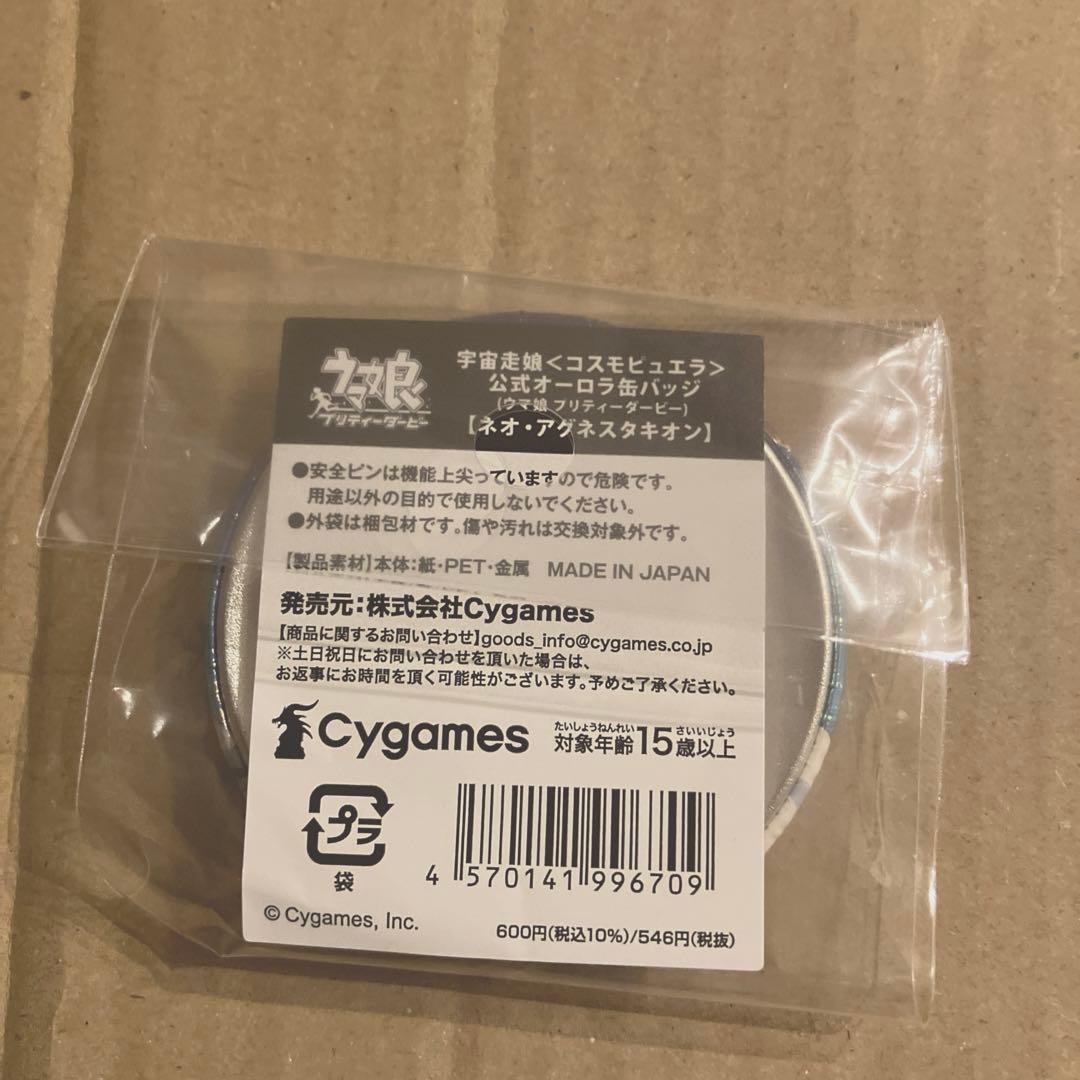 ウマ娘
プリティーダービー
宇宙走娘<コスモピュエラ>
公式オーロラ缶バッジ
(ウマ娘 プリティーダービー)
【ネオ・アグネスタキオン】
●安全ピンは機能上尖っていますので危険です。
用途以外の目的で使用しないでください。
●外袋は梱包材です。傷や汚れは交換対象外です。
【製品素材】本体:紙・PET・金属 MADE IN JAPAN
発売元:株式会社Cygames
【商品に関するお問い合わせ】goods_info@cygames.co.jp
※土日祝日にお問い合わせを頂いた場合は、
お返事にお時間を頂く可能性がございます。予めご了承ください。
Cygames
たいしょうねんれい さいいじょう
対象年齢15歳以上
プラ
袋
4 570141 996709
© Cygames, Inc.
600円(税込10%)/546円(税抜)